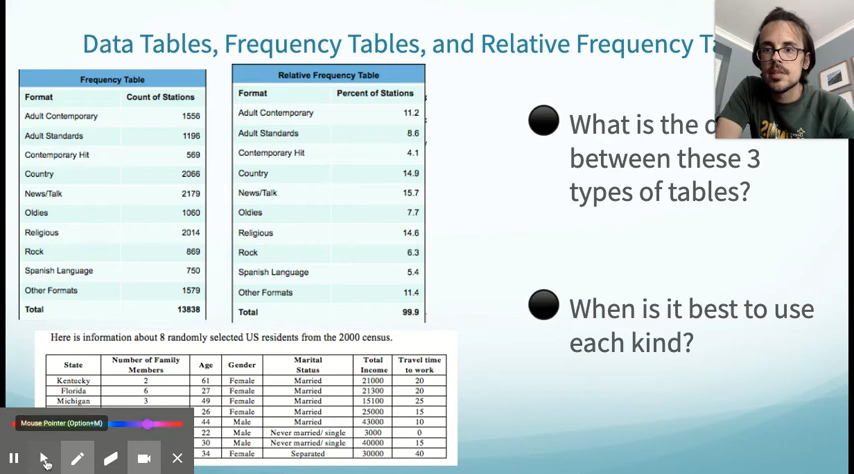 Data Tables, Frequency Tables, and Relative Frequency
Frequency Table
Format Count of Stations
Adult Contemporary 1556
Adult Standards 1196
Contemporary Hit 569
Country 2066
News/Talk 2179
Oldies 1060
Religious 2014
Rock 869
Spanish Language 750
Other Formats 1579
Total 13838
Relative Frequency Table
Format Percent of Stations
Adult Contemporary 11.2
Adult Standards 8.6
Contemporary Hit 4.1
Country 14.9
News/Talk 15.7
Oldies 7.7
Religious 14.6
Rock 6.3
Spanish Language 5.4
Other Formats 11.4
Total 99.9
What is the
between these 3
types of tables?
When is it best to use
each kind?
Here is information about 8 randomly selected US residents from the 2000 census.
State Number of Family Members Age Gender Marital Status Total Income Travel time to work
Kentucky 2 61 Female Married 21000 20
Florida 6 27 Female Married 21300 20
Michigan 3 49 Female Married 15100 25
26 Female Married 25000 15
44 Male Married 43000 10
22 Male Never married/ single 3000 0
30 Male Never married/ single 40000 15
34 Female Separated 30000 40
Mouse Pointer (Option+M)